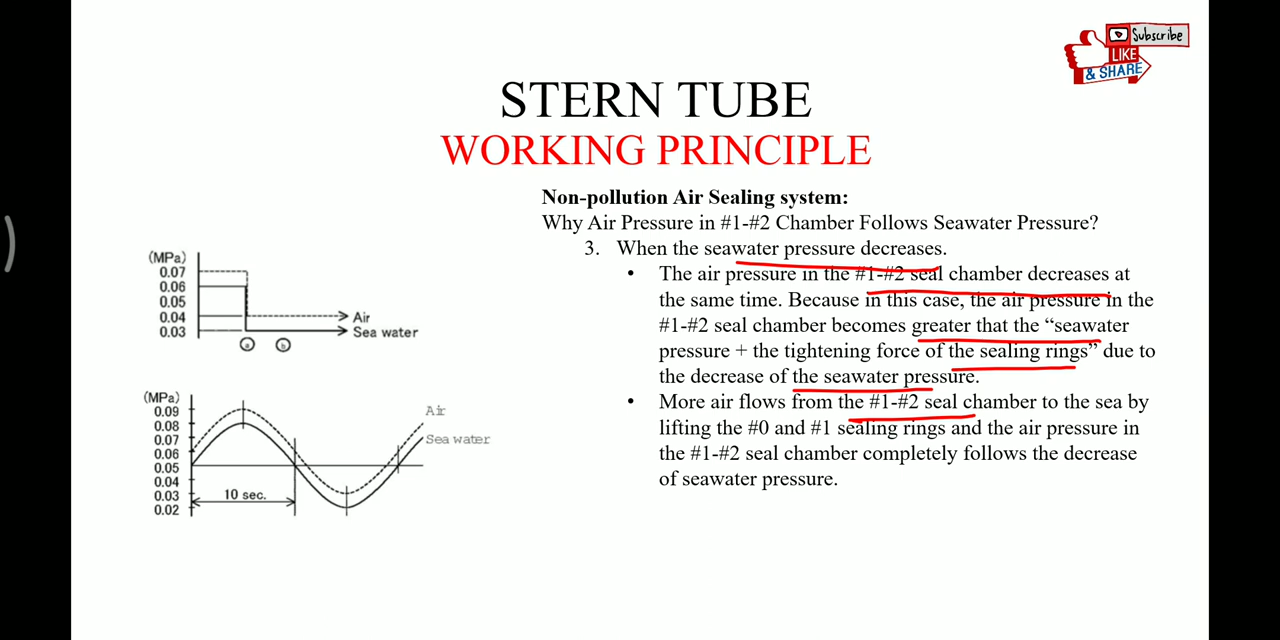 Subscribe
LIKE
& SHARE
STERN TUBE
WORKING PRINCIPLE
Non-pollution Air Sealing system:
Why Air Pressure in #1-#2 Chamber Follows Seawater Pressure?
3. When the seawater pressure decreases.
• The air pressure in the #1-#2 seal chamber decreases at
the same time. Because in this case, the air pressure in the
#1-#2 seal chamber becomes greater that the “seawater
pressure + the tightening force of the sealing rings” due to
the decrease of the seawater pressure.
• More air flows from the #1-#2 seal chamber to the sea by
lifting the #0 and #1 sealing rings and the air pressure in
the #1-#2 seal chamber completely follows the decrease
of seawater pressure.
(MPa)
0.07
0.06
0.05
0.04
0.03
Air
Sea water
a b
(MPa)
0.09
0.08
0.07
0.06
0.05
0.04
0.03
0.02
Air
Sea water
10 sec.